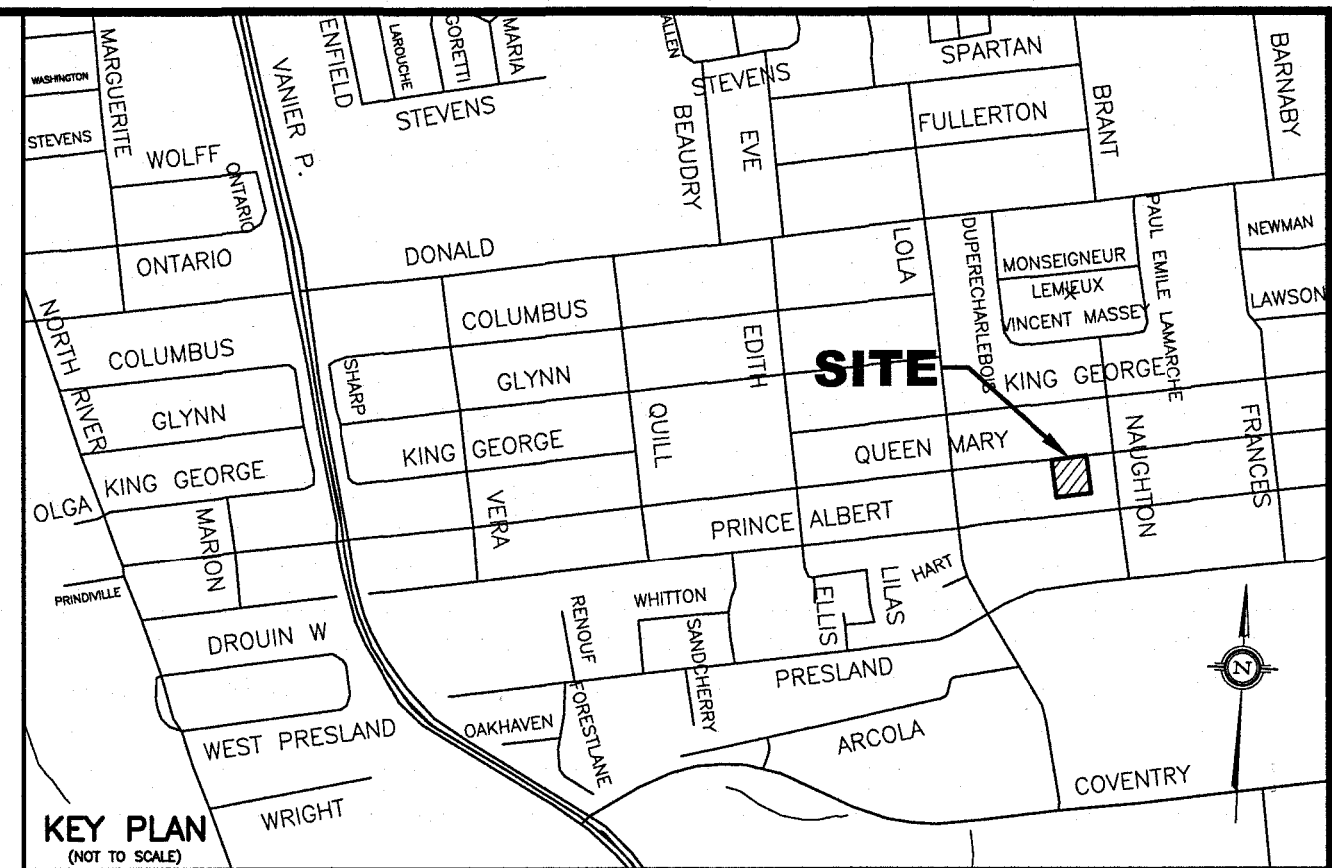 MARGUERITE
VANIER P.
ENFIELD
LAROUCHE
GORETTI
MARIA
ALLEN
STEVENS
SPARTAN
BARNABY
WASHINGTON
STEVENS
STEVENS
BEAUDRY
EVE
FULLERTON
BRANT
WOLFF
ONTARIO
ONTARIO
DONALD
LOLA
DUPERECHARLEBOIS
MONSEIGNEUR
LEMIEUX
VINCENT MASSEY
PAUL EMILE LAMARCHE
NEWMAN
LAWSON
NORTH RIVER
COLUMBUS
COLUMBUS
EDITH
SITE
KING GEORGE
SHARP
GLYNN
GLYNN
QUILL
QUEEN MARY
NAUGHTON
FRANCES
KING GEORGE
KING GEORGE
OLGA
MARION
VERA
PRINCE ALBERT
PRINDIVILLE
DROUIN W
RENOUF
WHITTON
SANDCHERRY
ELLIS
LILAS
HART
N
PRESLAND
OAKHAVEN
FORESTLANE
WEST PRESLAND
ARCOLA
COVENTRY
WRIGHT
KEY PLAN
(NOT TO SCALE)